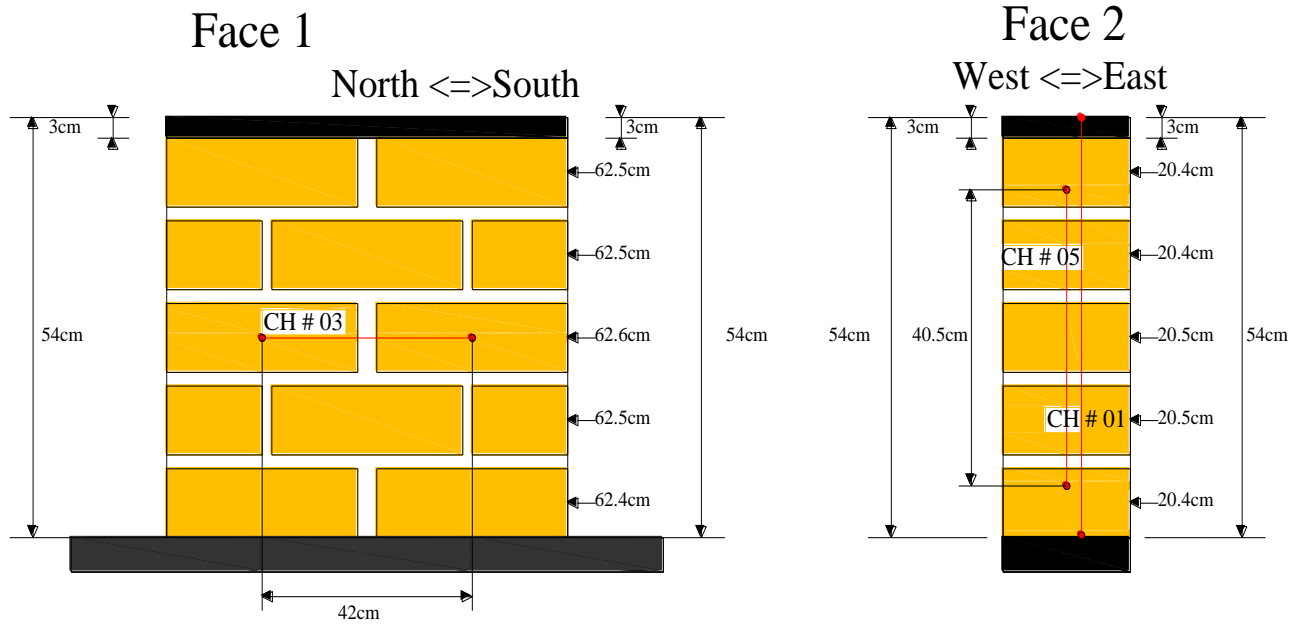 Face 1
North <=>South
3cm
3cm
62.5cm
62.5cm
CH # 03
54cm
62.6cm
54cm
62.5cm
62.4cm
42cm
Face 2
West <=>East
3cm
3cm
20.4cm
CH # 05
20.4cm
54cm
40.5cm
20.5cm
54cm
CH # 01
20.5cm
20.4cm